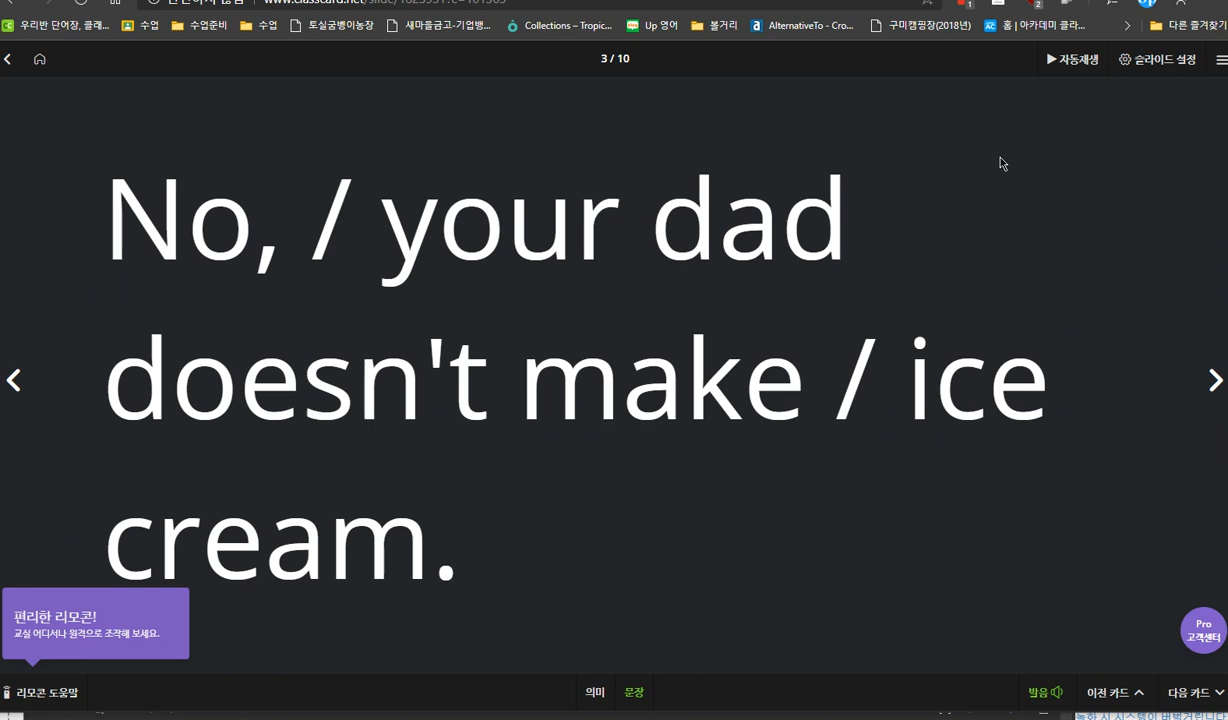 우리반 단어장, 클래... 수업 수업준비 수업 토실굼벵이농장 새마을금고-기업뱅... Collections – Tropic... Up 영어 볼거리 AlternativeTo - Cro... 구미캠핑장(2018년) 홈 | 아카데미 클라... 다른 즐겨찾기
3 / 10
자동재생 슬라이드 설정
No, / your dad
doesn't make / ice
cream.
편리한 리모콘!
교실 어디서나 원격으로 조작해 보세요.
Pro
고객센터
리모콘 도움말 의미 문장 발음 이전 카드 다음 카드